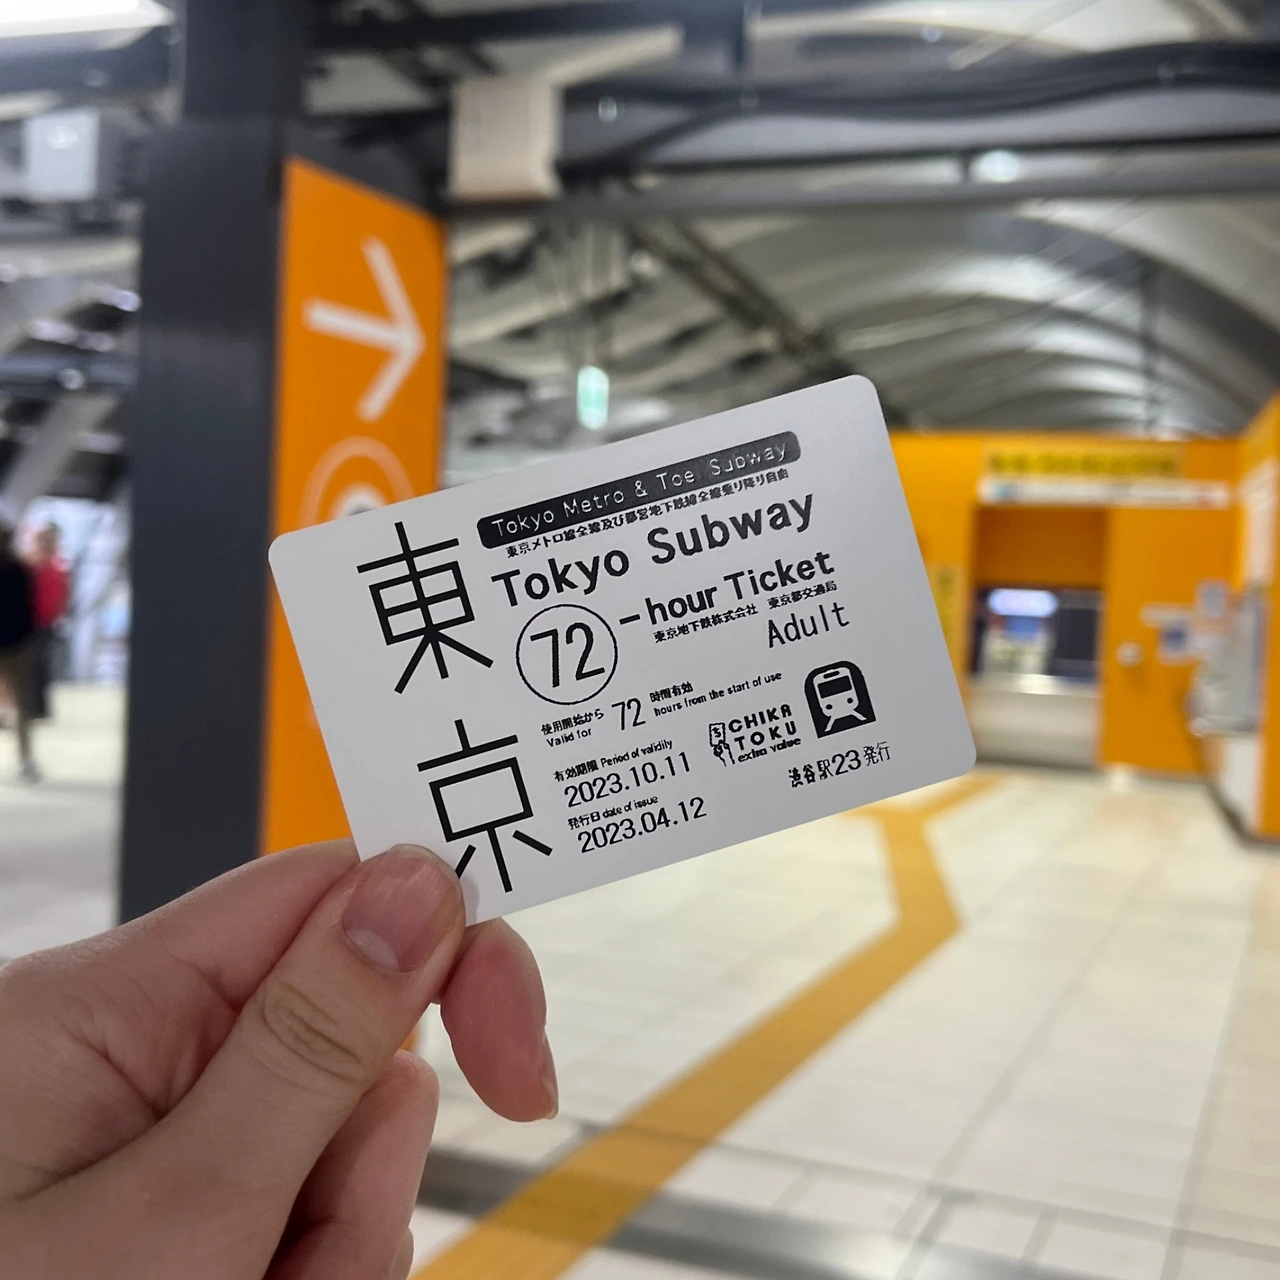 Tokyo Metro & Toei Subway
東京メトロ線全線及び都営地下鉄線全線乗り降り自由
東京
Tokyo Subway
72-hour Ticket
東京地下鉄株式会社 東京都交通局
Adult
使用開始から 72 時間有効
Valid for hours from the start of use
有効期限 Period of validity
2023.10.11
CHIKA
TOKU
extra value
発行日 date of issue
2023.04.12
渋谷駅23発行